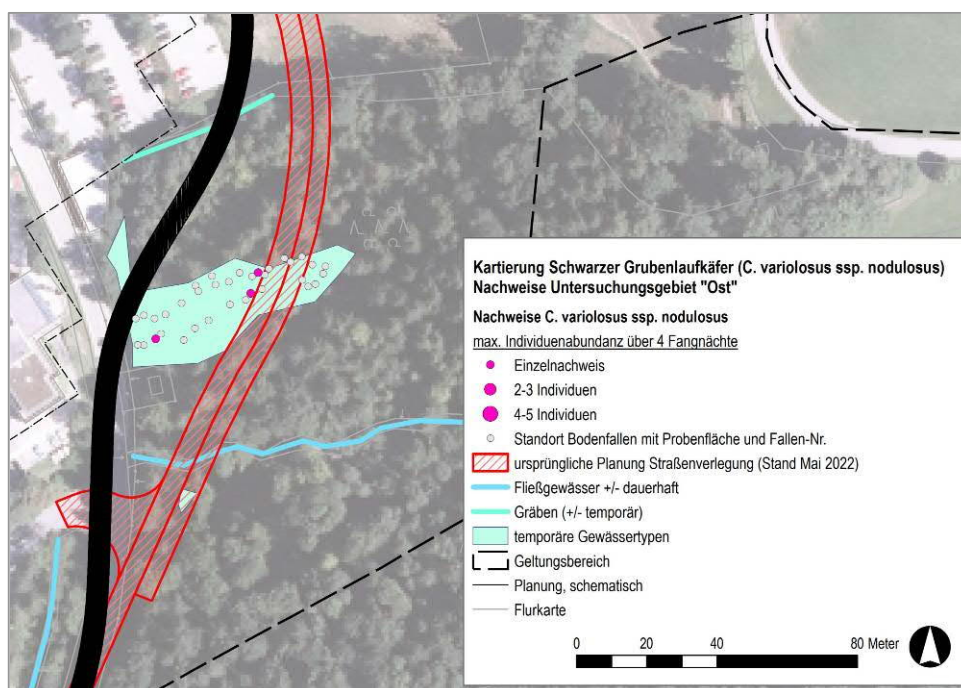 Kartierung Schwarzer Grubenlaufkäfer (C. variolosus ssp. nodulosus)
Nachweise Untersuchungsgebiet "Ost"
Nachweise C. variolosus ssp. nodulosus
max. Individuenabundanz über 4 Fangnächte
Einzelnachweis
2-3 Individuen
4-5 Individuen
Standort Bodenfallen mit Probenfläche und Fallen-Nr.
ursprüngliche Planung Straßenverlegung (Stand Mai 2022)
Fließgewässer +/- dauerhaft
Gräben (+/- temporär)
temporäre Gewässertypen
Geltungsbereich
Planung, schematisch
Flurkarte
0 20 40 80 Meter